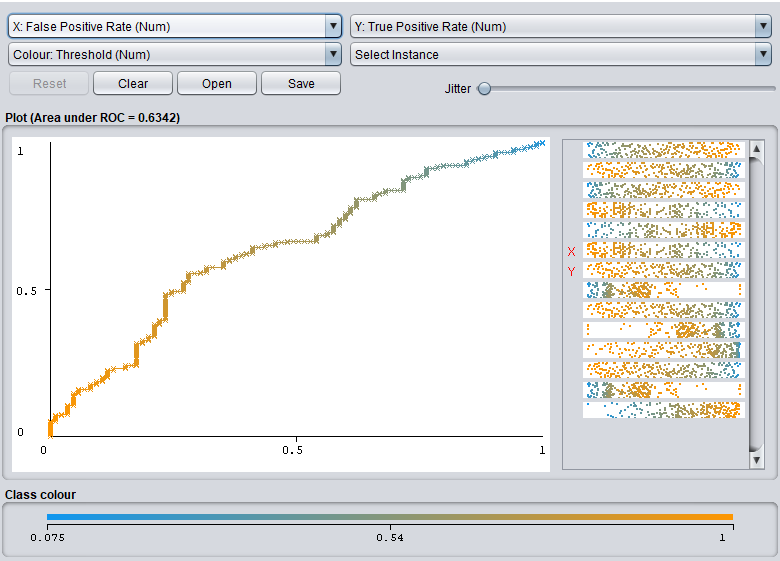 X: False Positive Rate (Num) Y: True Positive Rate (Num)
Colour: Threshold (Num) Select Instance
Reset Clear Open Save Jitter
Plot (Area under ROC = 0.6342)
1
0.5
0
0 0.5 1
X
Y
Class colour
0.075 0.54 1